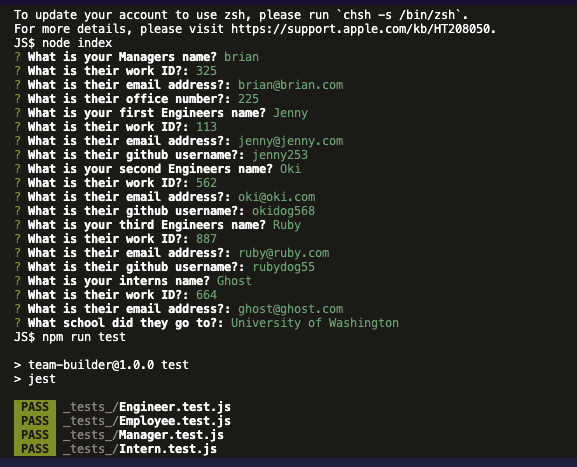 To update your account to use zsh, please run `chsh -s /bin/zsh`.
For more details, please visit https://support.apple.com/kb/HT208050.
JS$ node index
? What is your Managers name? brian
? What is their work ID?: 325
? What is their email address?: brian@brian.com
? What is their office number?: 225
? What is your first Engineers name? Jenny
? What is their work ID?: 113
? What is their email address?: jenny@jenny.com
? What is their github username?: jenny253
? What is your second Engineers name? Oki
? What is their work ID?: 562
? What is their email address?: oki@oki.com
? What is their github username?: okidog568
? What is your third Engineers name? Ruby
? What is their work ID?: 887
? What is their email address?: ruby@ruby.com
? What is their github username?: rubydog55
? What is your interns name? Ghost
? What is their work ID?: 664
? What is their email address?: ghost@ghost.com
? What school did they go to?: University of Washington
JS$ npm run test
> team-builder@1.0.0 test
> jest
PASS _tests_/Engineer.test.js
PASS _tests_/Employee.test.js
PASS _tests_/Manager.test.js
PASS _tests_/Intern.test.js